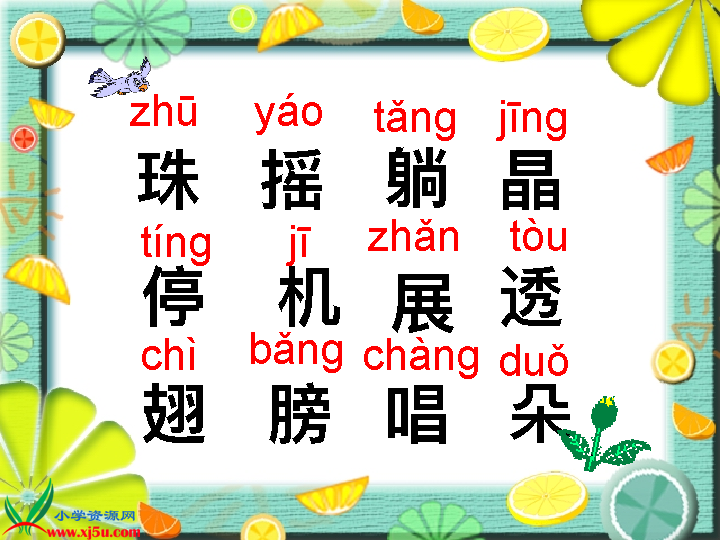 zhū yáo tǎng jīng
珠 摇 躺 晶
tíng jī zhǎn tòu
停 机 展 透
chì bǎng chàng duǒ
翅 膀 唱 朵
小学资源网
www.xj5u.com